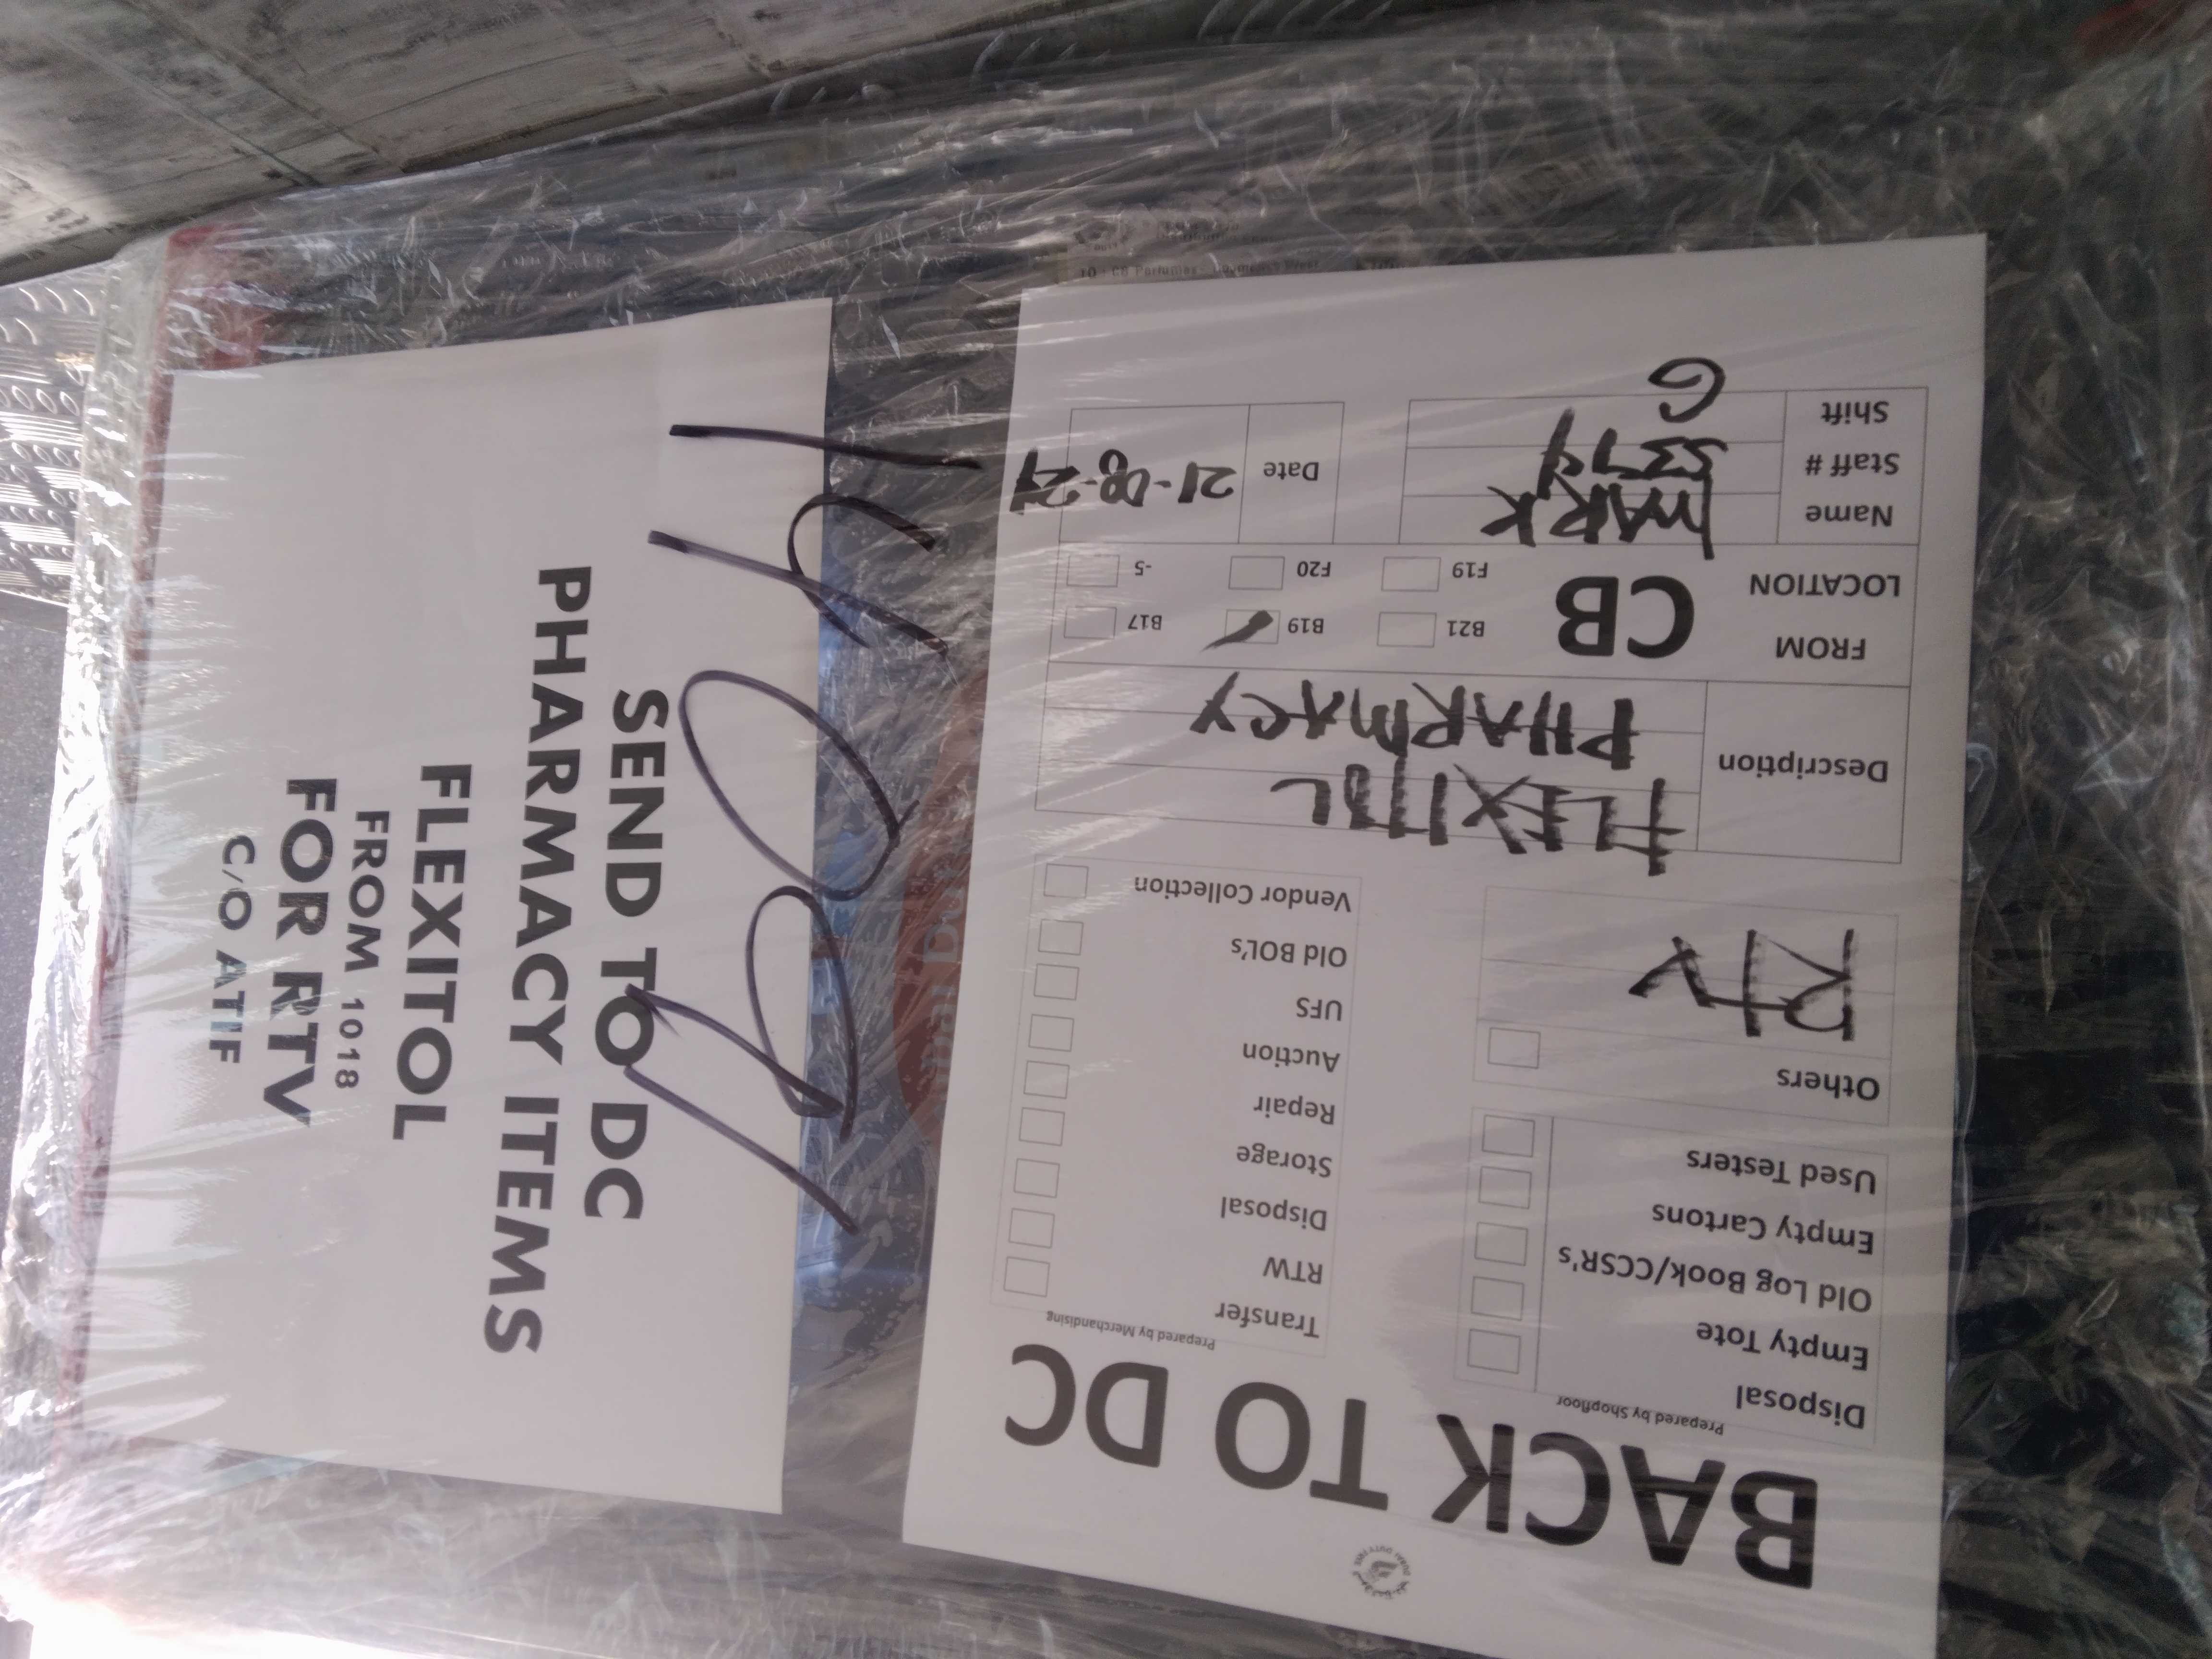 BACK TO DC
Prepared by Shopfloor
Disposal
Empty Tote
Old Log Book/CCSR's
Empty Cartons
Used Testers
Others
RTV
Prepared by Merchandising
Transfer
RTW
Disposal
Storage
Repair
Auction
UFS
Old BOL's
Vendor Collection
Description
FLEXITOL
PHARMACY
FROM LOCATION
CB
B21 B19 B17
F19 F20 -5
Name MARK
Staff #
Shift G
Date
SEND TO DC
PHARMACY ITEMS
FLEXITOL
FROM 1018
FOR RTV
C/O ATIF